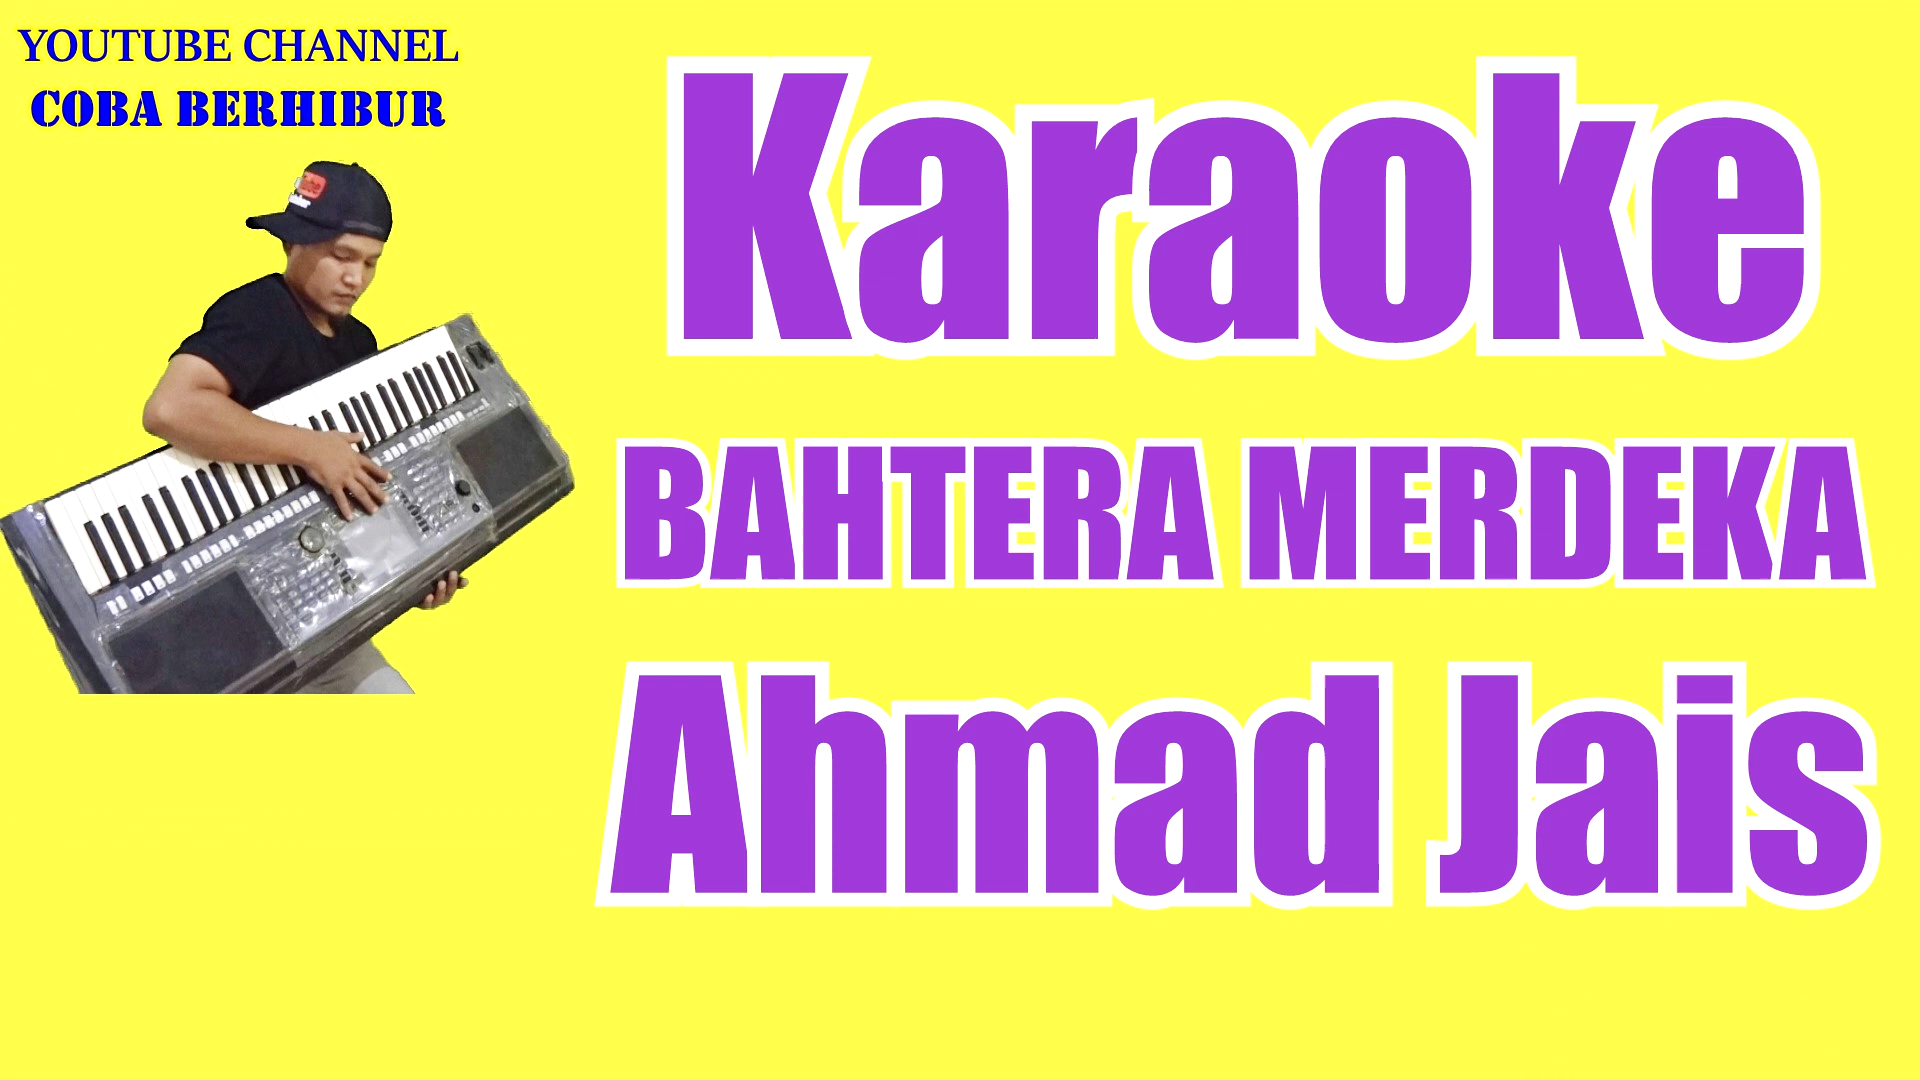 YOUTUBE CHANNEL
COBA BERHIBUR
Karaoke
BAHTERA MERDEKA
Ahmad Jais